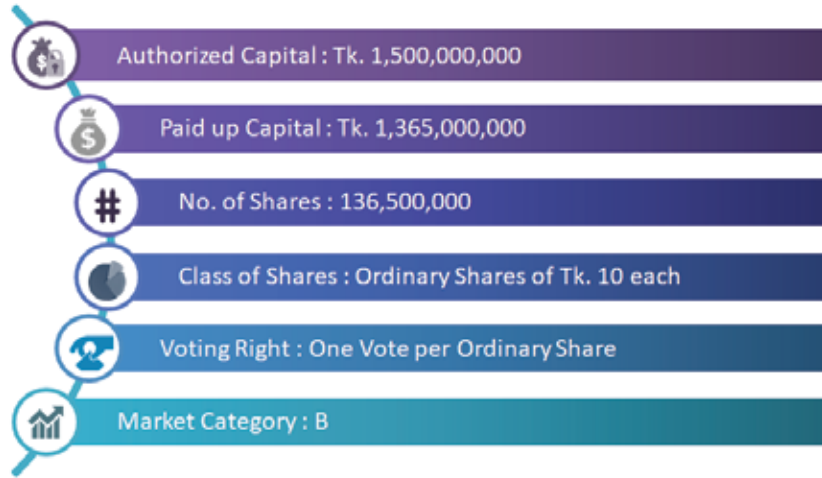 Authorized Capital : Tk. 1,500,000,000
Paid up Capital : Tk. 1,365,000,000
No. of Shares : 136,500,000
Class of Shares : Ordinary Shares of Tk. 10 each
Voting Right : One Vote per Ordinary Share
Market Category : B